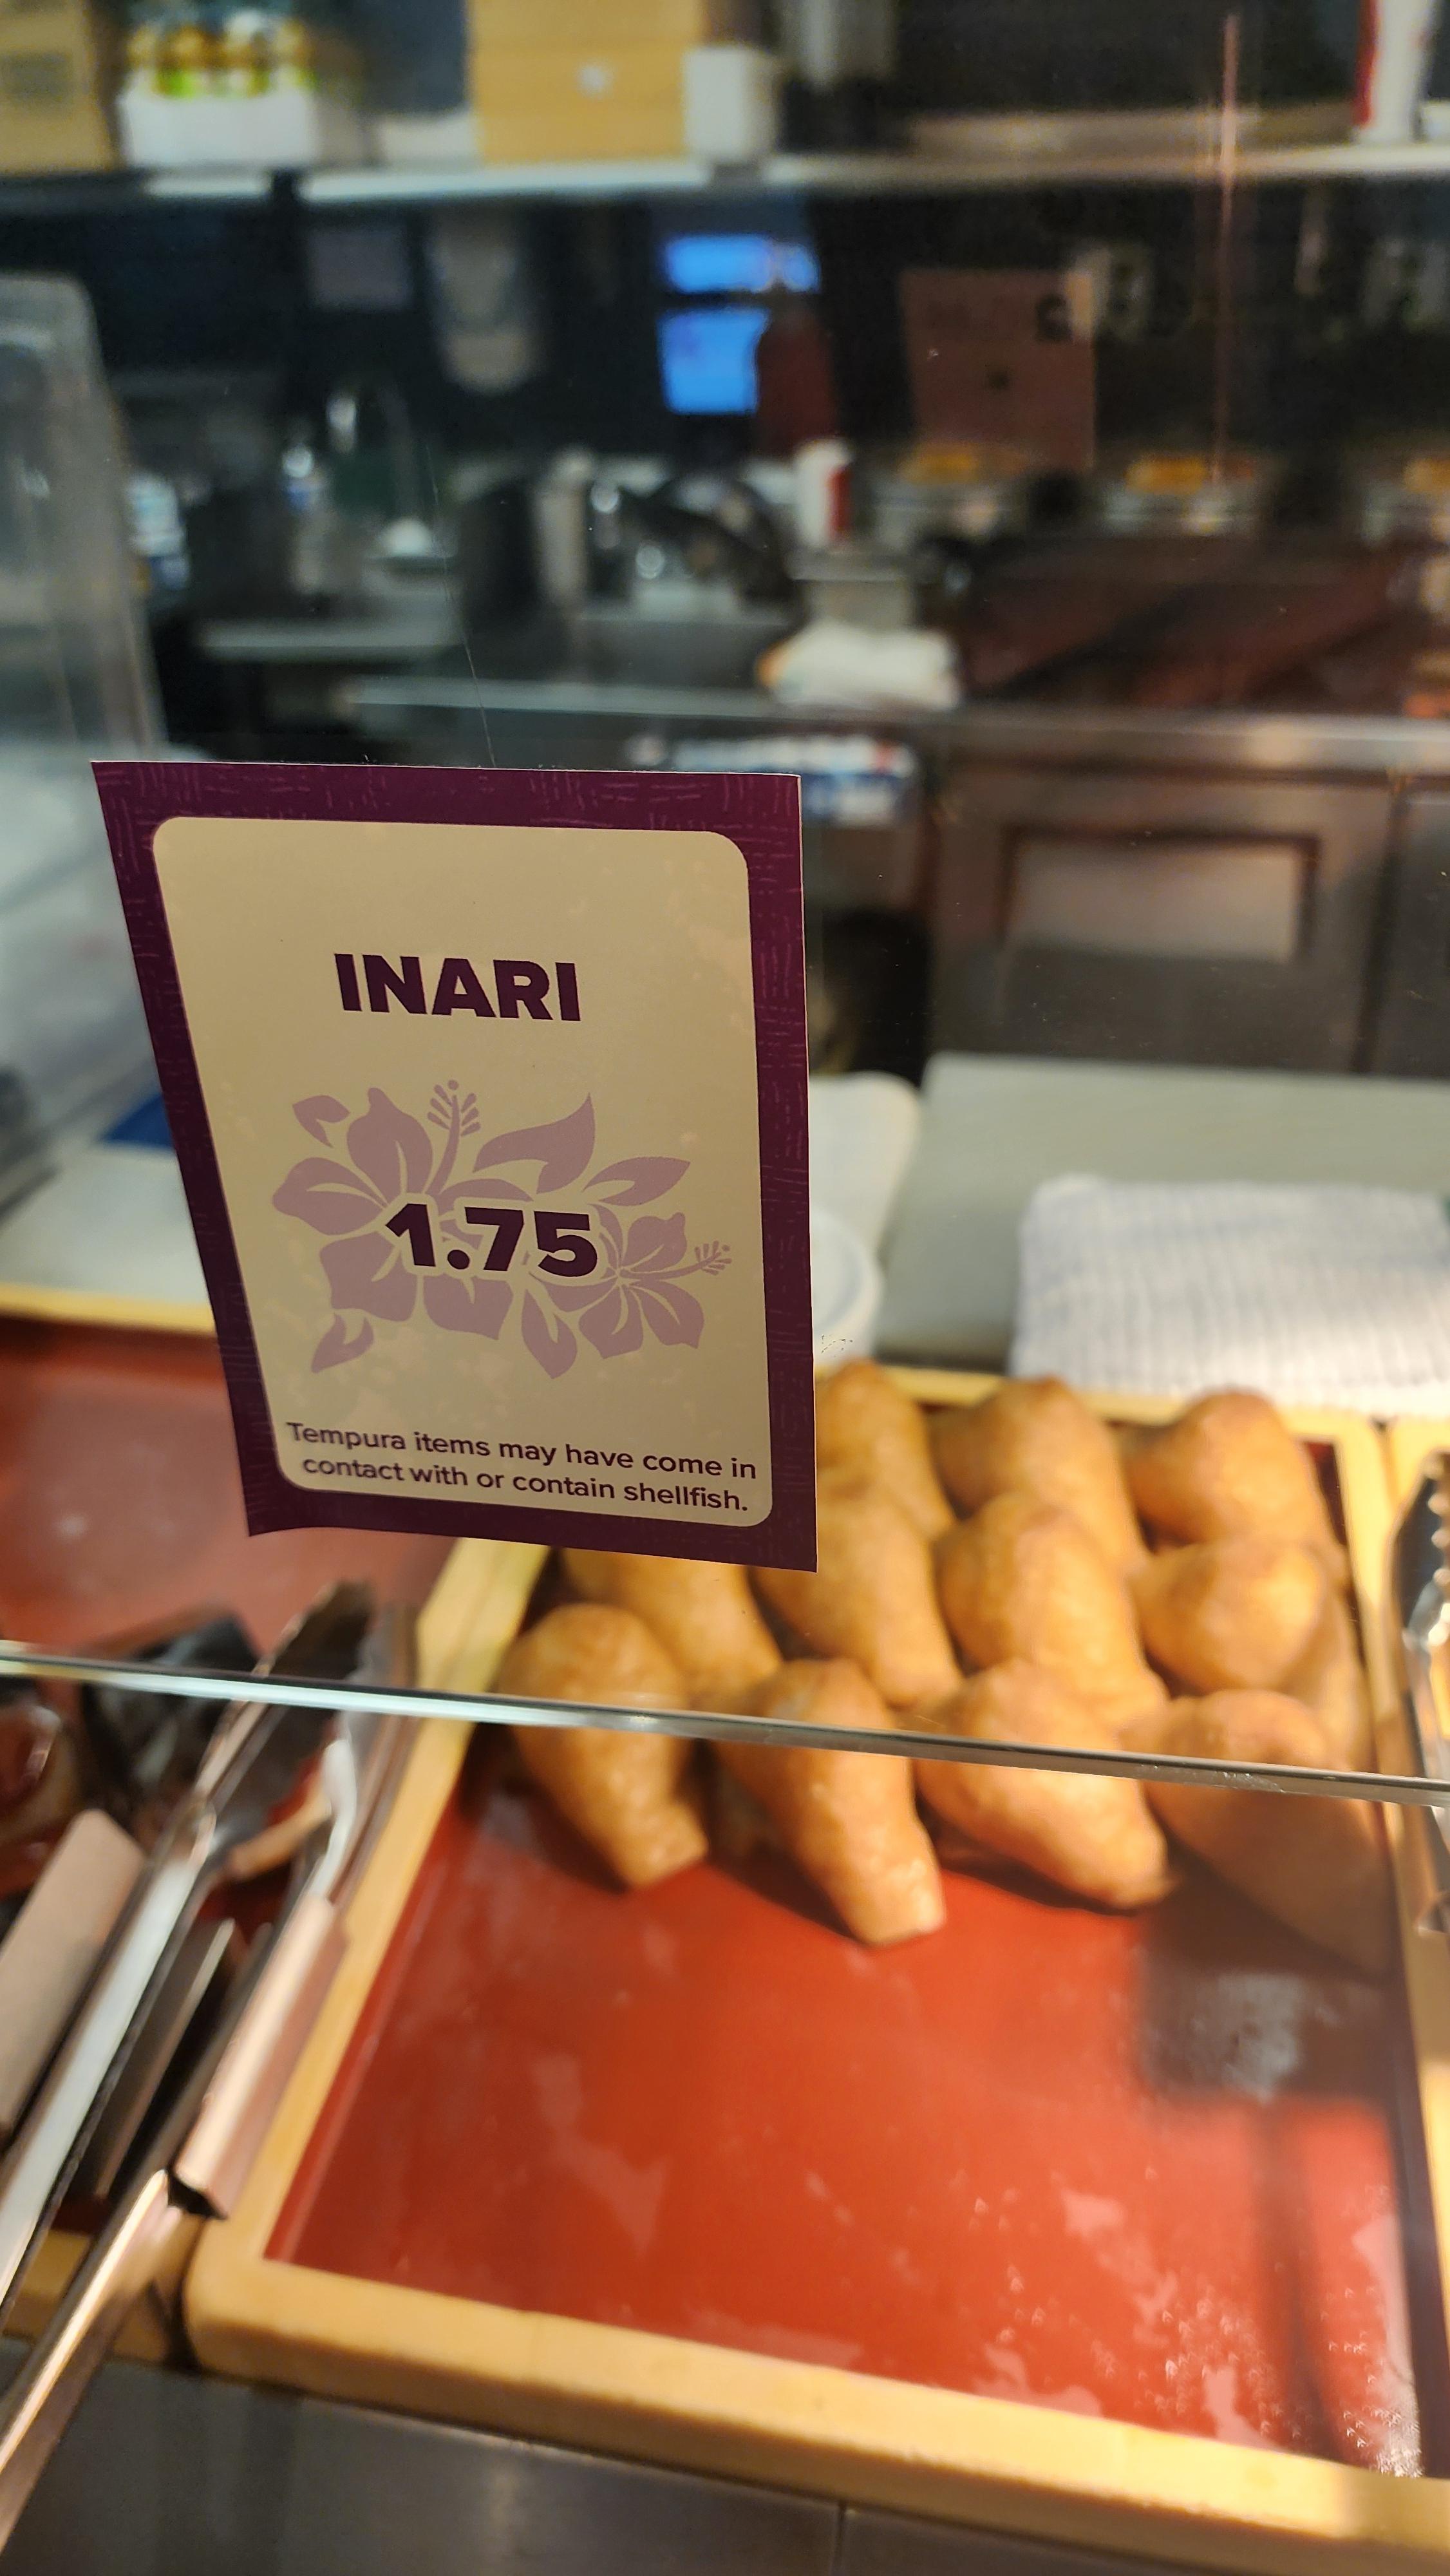 INARI
1.75
Tempura items may have come in
contact with or contain shellfish.